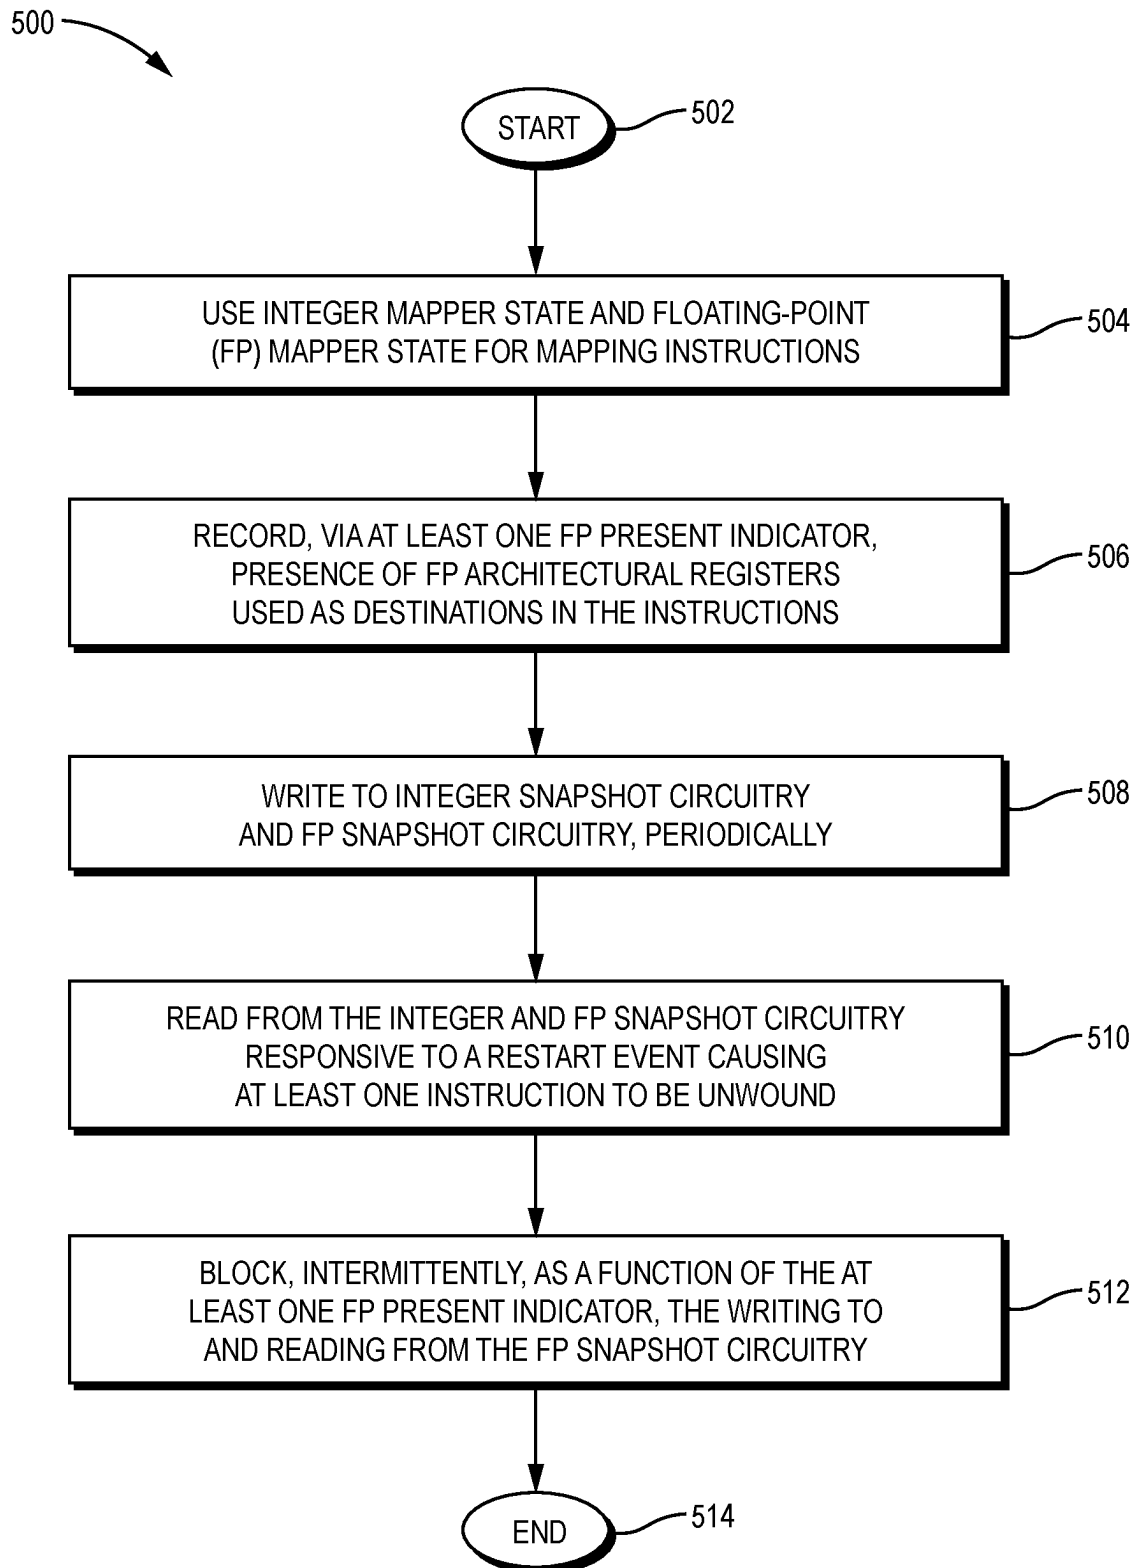 500
START
502
USE INTEGER MAPPER STATE AND FLOATING-POINT
(FP) MAPPER STATE FOR MAPPING INSTRUCTIONS
504
RECORD, VIA AT LEAST ONE FP PRESENT INDICATOR,
PRESENCE OF FP ARCHITECTURAL REGISTERS
USED AS DESTINATIONS IN THE INSTRUCTIONS
506
WRITE TO INTEGER SNAPSHOT CIRCUITRY
AND FP SNAPSHOT CIRCUITRY, PERIODICALLY
508
READ FROM THE INTEGER AND FP SNAPSHOT CIRCUITRY
RESPONSIVE TO A RESTART EVENT CAUSING
AT LEAST ONE INSTRUCTION TO BE UNWOUND
510
BLOCK, INTERMITTENTLY, AS A FUNCTION OF THE AT
LEAST ONE FP PRESENT INDICATOR, THE WRITING TO
AND READING FROM THE FP SNAPSHOT CIRCUITRY
512
END
514